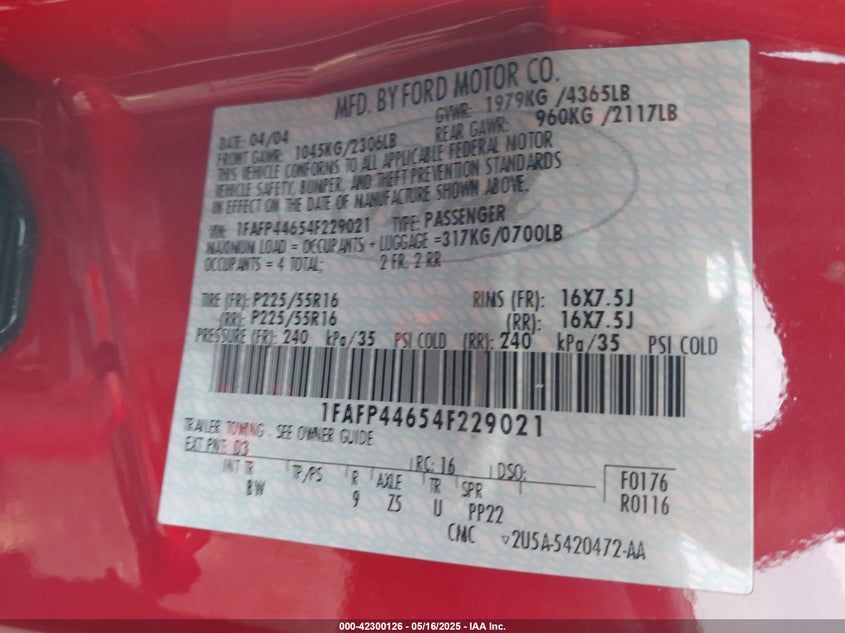 MFD. BY FORD MOTOR CO.
DATE: 04/04 GVWR: 1979KG /4365LB
FRONT GAWR: 1045KG/2306LB REAR GAWR: 960KG /2117LB
THIS VEHICLE CONFORMS TO ALL APPLICABLE FEDERAL MOTOR
VEHICLE SAFETY, BUMPER, AND THEFT PREVENTION STANDARDS
IN EFFECT ON THE DATE OF MANUFACTURE SHOWN ABOVE.
VIN: 1FAFP44654F229021 TYPE: PASSENGER
MAXIMUM LOAD = OCCUPANTS + LUGGAGE =317KG/0700LB
OCCUPANTS = 4 TOTAL; 2 FR, 2 RR
TIRE (FR): P225/55R16 RIMS (FR): 16X7.5J
(RR): P225/55R16 (RR): 16X7.5J
PRESSURE (FR): 240 kPa/35 PSI COLD (RR): 240 kPa/35 PSI COLD
1FAFP44654F229021
TRAILER TOWING - SEE OWNER GUIDE
EXT PNT: D3 RC: 16 DSO: F0176
INT TR TP/PS R AXLE TR SPR R0116
BW 9 Z5 U PP22
CMC ▽2U5A-5420472-AA
000-42300126 - 05/16/2025 - IAA Inc.